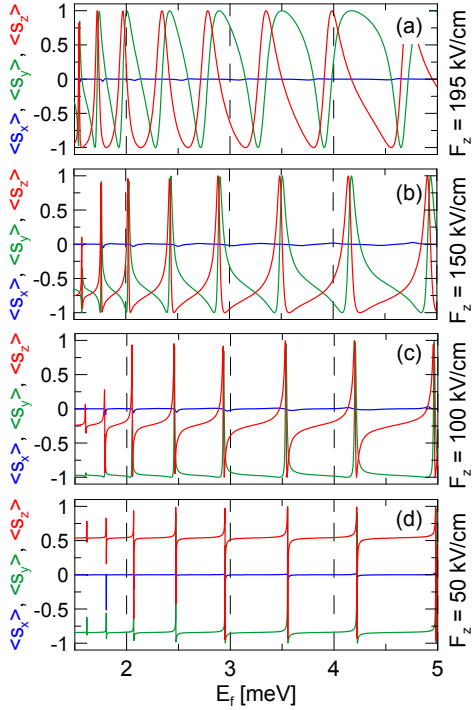 <s_x>, <s_y>, <s_z>
1
0.5
0
-0.5
-1
(a)
F_z = 195 kV/cm
<s_x>, <s_y>, <s_z>
1
0.5
0
-0.5
-1
(b)
F_z = 150 kV/cm
<s_x>, <s_y>, <s_z>
1
0.5
0
-0.5
-1
(c)
F_z = 100 kV/cm
<s_x>, <s_y>, <s_z>
1
0.5
0
-0.5
-1
(d)
F_z = 50 kV/cm
2 3 4 5
E_f [meV]